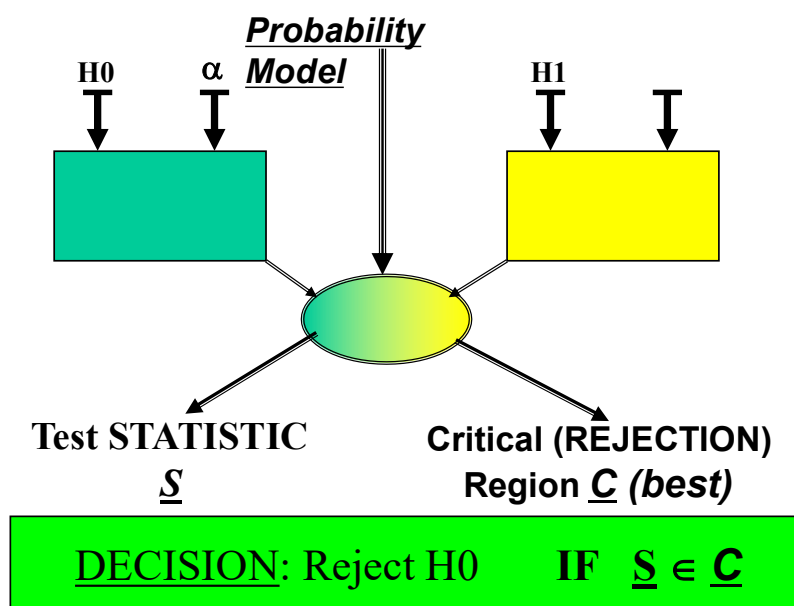 Probability
Model
H0
α
H1
Test STATISTIC
S
Critical (REJECTION)
Region C (best)
DECISION: Reject H0 IF S ∈ C